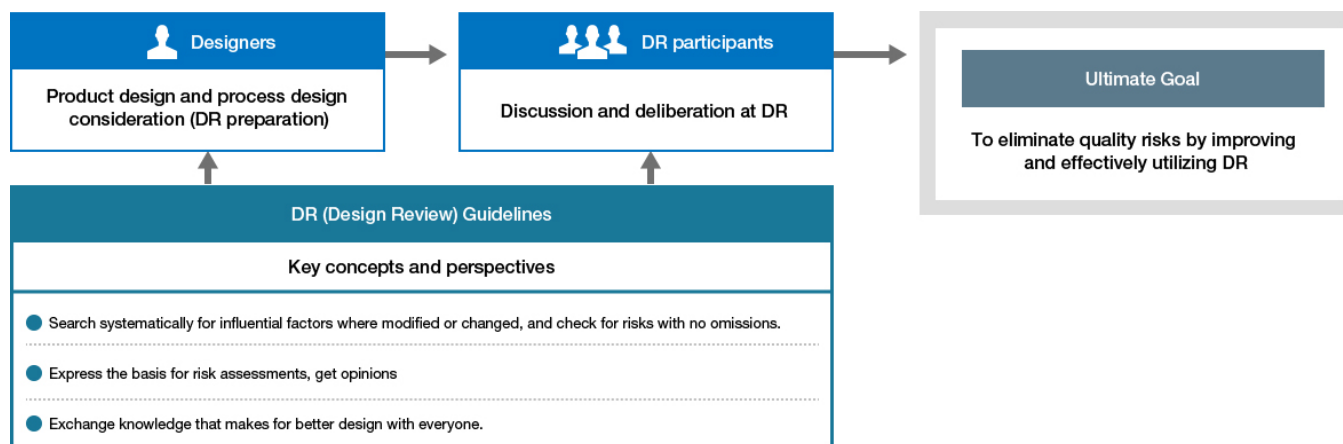 Designers
Product design and process design
consideration (DR preparation)
DR participants
Discussion and deliberation at DR
Ultimate Goal
To eliminate quality risks by improving
and effectively utilizing DR
DR (Design Review) Guidelines
Key concepts and perspectives
Search systematically for influential factors where modified or changed, and check for risks with no omissions.
Express the basis for risk assessments, get opinions
Exchange knowledge that makes for better design with everyone.